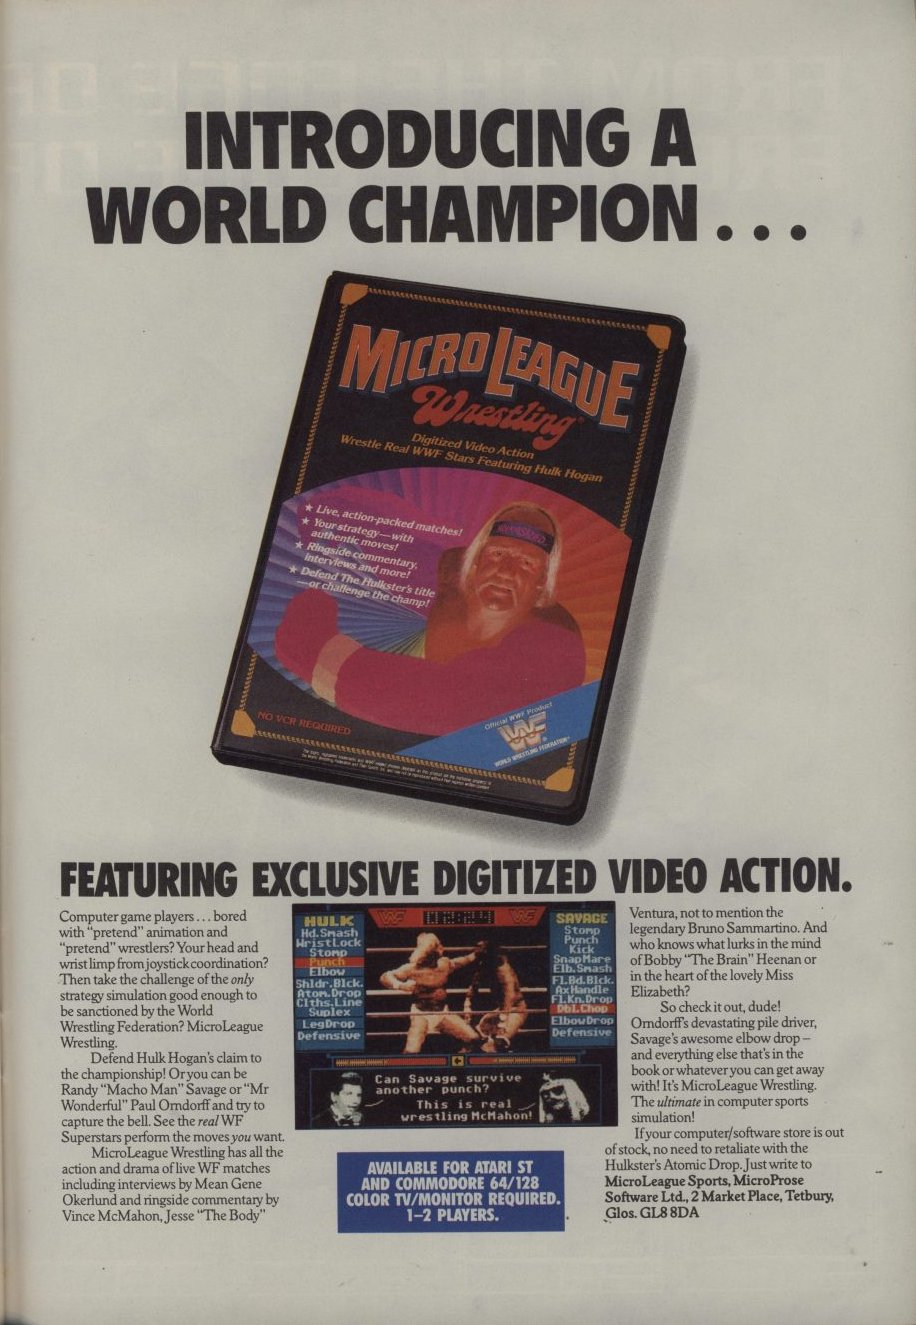 INTRODUCING A
WORLD CHAMPION...
MICRO LEAGUE
Wrestling
Digitized Video Action
Wrestle Real WWF Stars Featuring Hulk Hogan
★ Live, action-packed matches!
★ Your strategy—with
authentic moves!
★ Ringside commentary,
interviews and more!
★ Defend The Hulkster's title
—or challenge the champ!
NO VCR REQUIRED
Official WWF Product
WORLD WRESTLING FEDERATION
FEATURING EXCLUSIVE DIGITIZED VIDEO ACTION.
Computer game players . . . bored
with "pretend" animation and
"pretend" wrestlers? Your head and
wrist limp from joystick coordination?
Then take the challenge of the only
strategy simulation good enough to
be sanctioned by the World
Wrestling Federation? MicroLeague
Wrestling.
Defend Hulk Hogan's claim to
the championship! Or you can be
Randy "Macho Man" Savage or "Mr
Wonderful" Paul Orndorff and try to
capture the bell. See the real WF
Superstars perform the moves you want.
MicroLeague Wrestling has all the
action and drama of live WF matches
including interviews by Mean Gene
Okerlund and ringside commentary by
Vince McMahon, Jesse "The Body"
HULK
Hd.Smash
WristLock
Stomp
Punch
Elbow
Shldr.Blck.
Atom.Drop
Clths.Line
Suplex
LegDrop
Defensive
SAVAGE
Stomp
Punch
Kick
SnapMare
Elb.Smash
Fl.Bd.Blck.
AxHandle
Fl.Kn.Drop
Dbl.Chop
ElbowDrop
Defensive
Can Savage survive
another punch?
This is real
wrestling McMahon!
AVAILABLE FOR ATARI ST
AND COMMODORE 64/128
COLOR TV/MONITOR REQUIRED.
1–2 PLAYERS.
Ventura, not to mention the
legendary Bruno Sammartino. And
who knows what lurks in the mind
of Bobby "The Brain" Heenan or
in the heart of the lovely Miss
Elizabeth?
So check it out, dude!
Orndorff's devastating pile driver,
Savage's awesome elbow drop –
and everything else that's in the
book or whatever you can get away
with! It's MicroLeague Wrestling.
The ultimate in computer sports
simulation!
If your computer/software store is out
of stock, no need to retaliate with the
Hulkster's Atomic Drop. Just write to
MicroLeague Sports, MicroProse
Software Ltd., 2 Market Place, Tetbury,
Glos. GL8 8DA